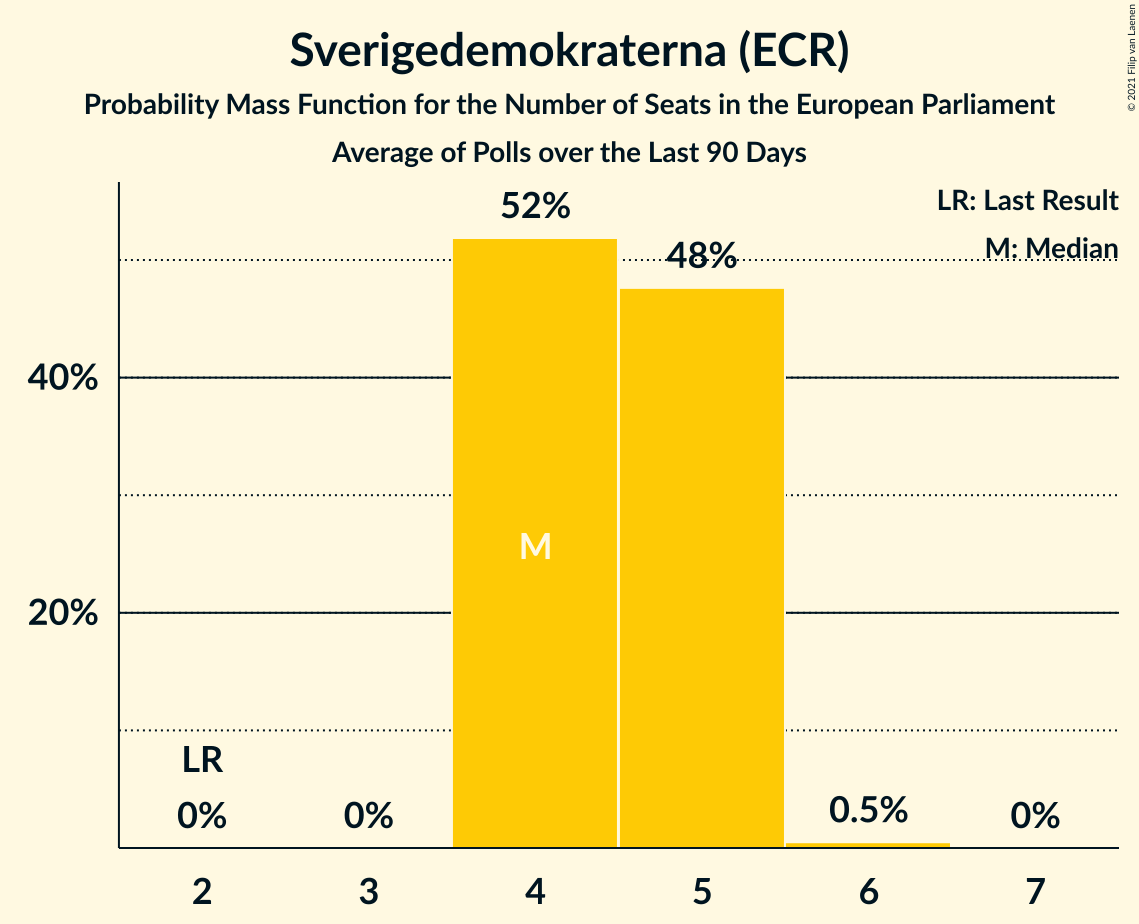 Sverigedemokraterna (ECR)
Probability Mass Function for the Number of Seats in the European Parliament
Average of Polls over the Last 90 Days
© 2021 Filip van Laenen
LR: Last Result
M: Median
52%
48%
40%
20%
M
LR
0%
0%
0.5%
0%
2
3
4
5
6
7